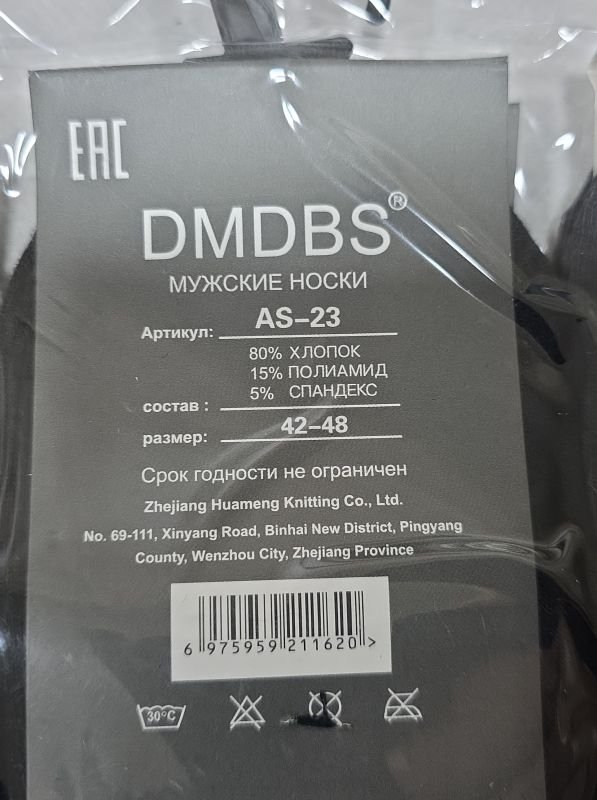 EAC
DMDBS®
МУЖСКИЕ НОСКИ
Артикул: AS-23
80% ХЛОПОК
15% ПОЛИАМИД
5% СПАНДЕКС
состав :
размер: 42-48
Срок годности не ограничен
Zhejiang Huameng Knitting Co., Ltd.
No. 69-111, Xinyang Road, Binhai New District, Pingyang
County, Wenzhou City, Zhejiang Province
6 975959 211620 >
30°C